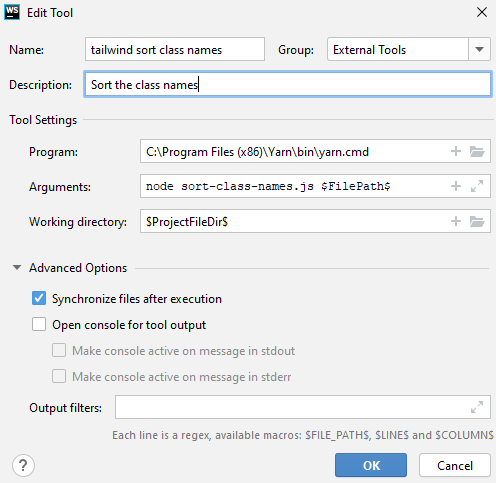 WS Edit Tool
Name: tailwind sort class names Group: External Tools
Description: Sort the class names
Tool Settings
Program: C:\Program Files (x86)\Yarn\bin\yarn.cmd
Arguments: node sort-class-names.js $FilePath$
Working directory: $ProjectFileDir$
Advanced Options
Synchronize files after execution
Open console for tool output
Make console active on message in stdout
Make console active on message in stderr
Output filters:
Each line is a regex, available macros: $FILE_PATH$, $LINE$ and $COLUMN$
? OK Cancel